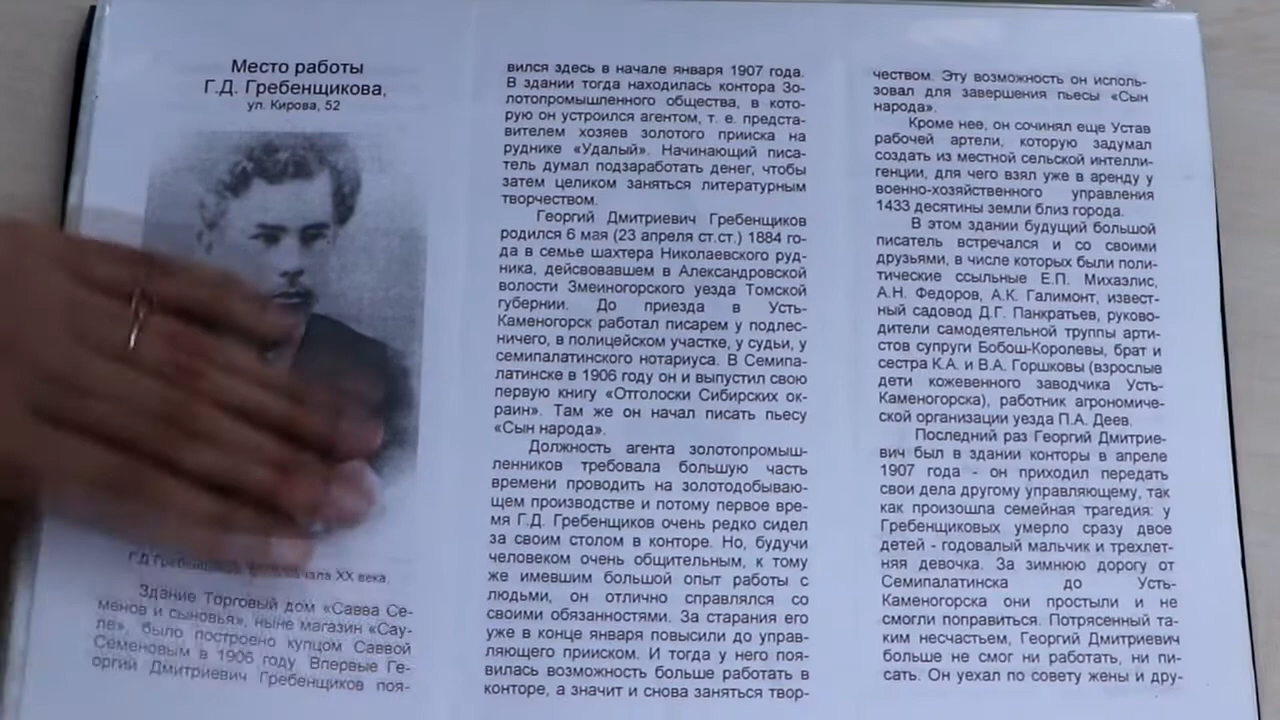 Место работы
Г.Д. Гребенщикова,
ул. Кирова, 52
Г.Д.Гребенщиков. начала XX века.
Здание Торговый дом «Савва Се-
менов и сыновья», ныне магазин «Сау-
ле», было построено купцом Саввой
Семеновым в 1906 году. Впервые Ге-
оргий Дмитриевич Гребенщиков поя-
вился здесь в начале января 1907 года.
В здании тогда находилась контора Зо-
лотопромышленного общества, в кото-
рую он устроился агентом, т. е. предста-
вителем хозяев золотого прииска на
руднике «Удалый». Начинающий писа-
тель думал подзаработать денег, чтобы
затем целиком заняться литературным
творчеством.
Георгий Дмитриевич Гребенщиков
родился 6 мая (23 апреля ст.ст.) 1884 го-
да в семье шахтера Николаевского руд-
ника, дейсвовавшем в Александровской
волости Змеиногорского уезда Томской
губернии. До приезда в Усть-
Каменогорск работал писарем у подлес-
ничего, в полицейском участке, у судьи, у
семипалатинского нотариуса. В Семипа-
латинске в 1906 году он и выпустил свою
первую книгу «Отголоски Сибирских ок-
раин». Там же он начал писать пьесу
«Сын народа».
Должность агента золотопромыш-
ленников требовала большую часть
времени проводить на золотодобываю-
щем производстве и потому первое вре-
мя Г.Д. Гребенщиков очень редко сидел
за своим столом в конторе. Но, будучи
человеком очень общительным, к тому
же имевшим большой опыт работы с
людьми, он отлично справлялся со
своими обязанностями. За старания его
уже в конце января повысили до управ-
ляющего прииском. И тогда у него поя-
вилась возможность больше работать в
конторе, а значит и снова заняться твор-
чеством. Эту возможность он исполь-
зовал для завершения пьесы «Сын
народа».
Кроме нее, он сочинял еще Устав
рабочей артели, которую задумал
создать из местной сельской интелли-
генции, для чего взял уже в аренду у
военно-хозяйственного управления
1433 десятины земли близ города.
В этом здании будущий большой
писатель встречался и со своими
друзьями, в числе которых были поли-
тические ссыльные Е.П. Михаэлис,
А.Н. Федоров, А.К. Галимонт, извест-
ный садовод Д.Г. Панкратьев, руково-
дители самодеятельной труппы арти-
стов супруги Бобош-Королевы, брат и
сестра К.А. и В.А. Горшковы (взрослые
дети кожевенного заводчика Усть-
Каменогорска), работник агрономиче-
ской организации уезда П.А. Деев.
Последний раз Георгий Дмитрие-
вич был в здании конторы в апреле
1907 года - он приходил передать
свои дела другому управляющему, так
как произошла семейная трагедия: у
Гребенщиковых умерло сразу двое
детей - годовалый мальчик и трехлет-
няя девочка. За зимнюю дорогу от
Семипалатинска до Усть-
Каменогорска они простыли и не
смогли поправиться. Потрясенный та-
ким несчастьем, Георгий Дмитриевич
больше не смог ни работать, ни пи-
сать. Он уехал по совету жены и дру-